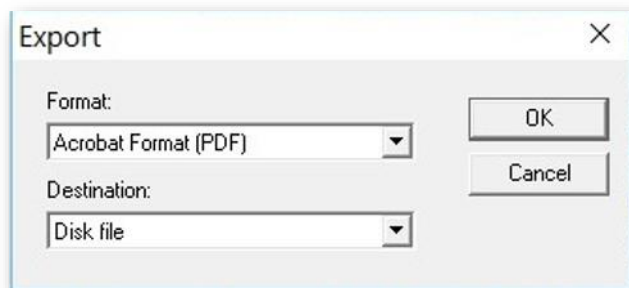 Export
Format:
Acrobat Format (PDF)
OK
Destination:
Cancel
Disk file